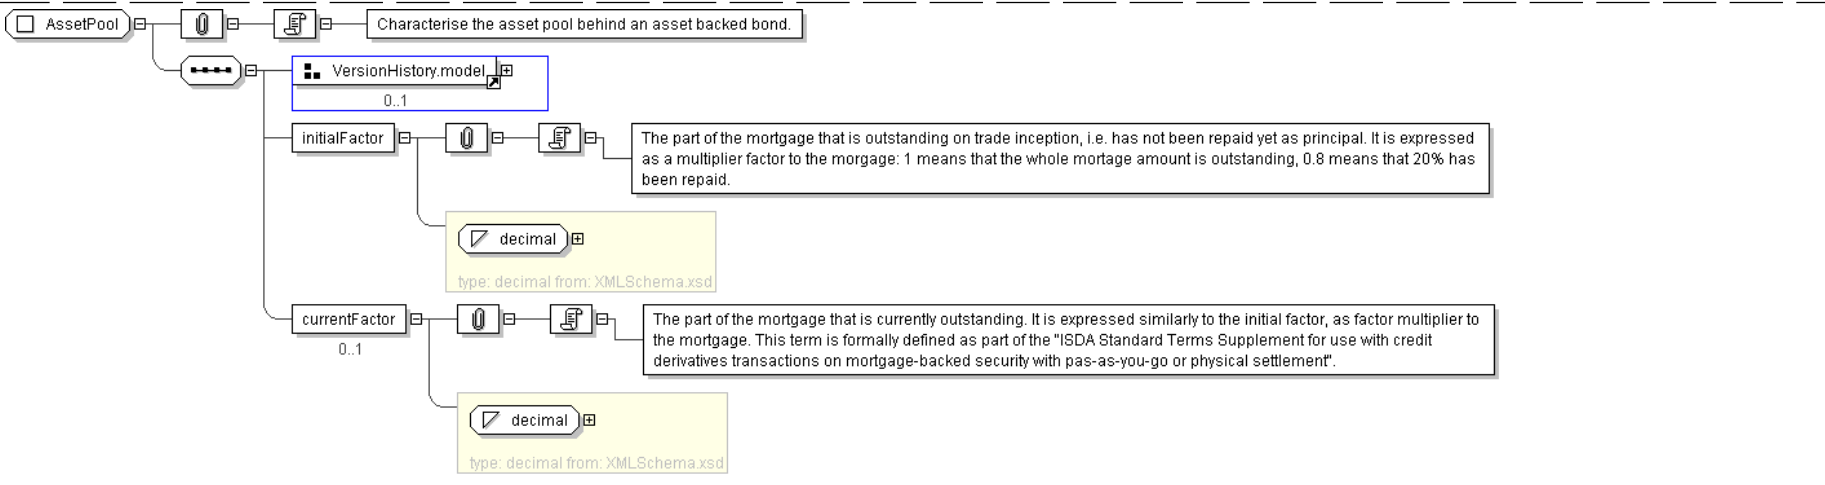 AssetPool
Characterise the asset pool behind an asset backed bond.
VersionHistory.model
0..1
initialFactor
The part of the mortgage that is outstanding on trade inception, i.e. has not been repaid yet as principal. It is expressed
as a multiplier factor to the morgage: 1 means that the whole mortage amount is outstanding, 0.8 means that 20% has
been repaid.
decimal
type: decimal from: XMLSchema.xsd
currentFactor
0..1
The part of the mortgage that is currently outstanding. It is expressed similarly to the initial factor, as factor multiplier to
the mortgage. This term is formally defined as part of the "ISDA Standard Terms Supplement for use with credit
derivatives transactions on mortgage-backed security with pas-as-you-go or physical settlement".
decimal
type: decimal from: XMLSchema.xsd